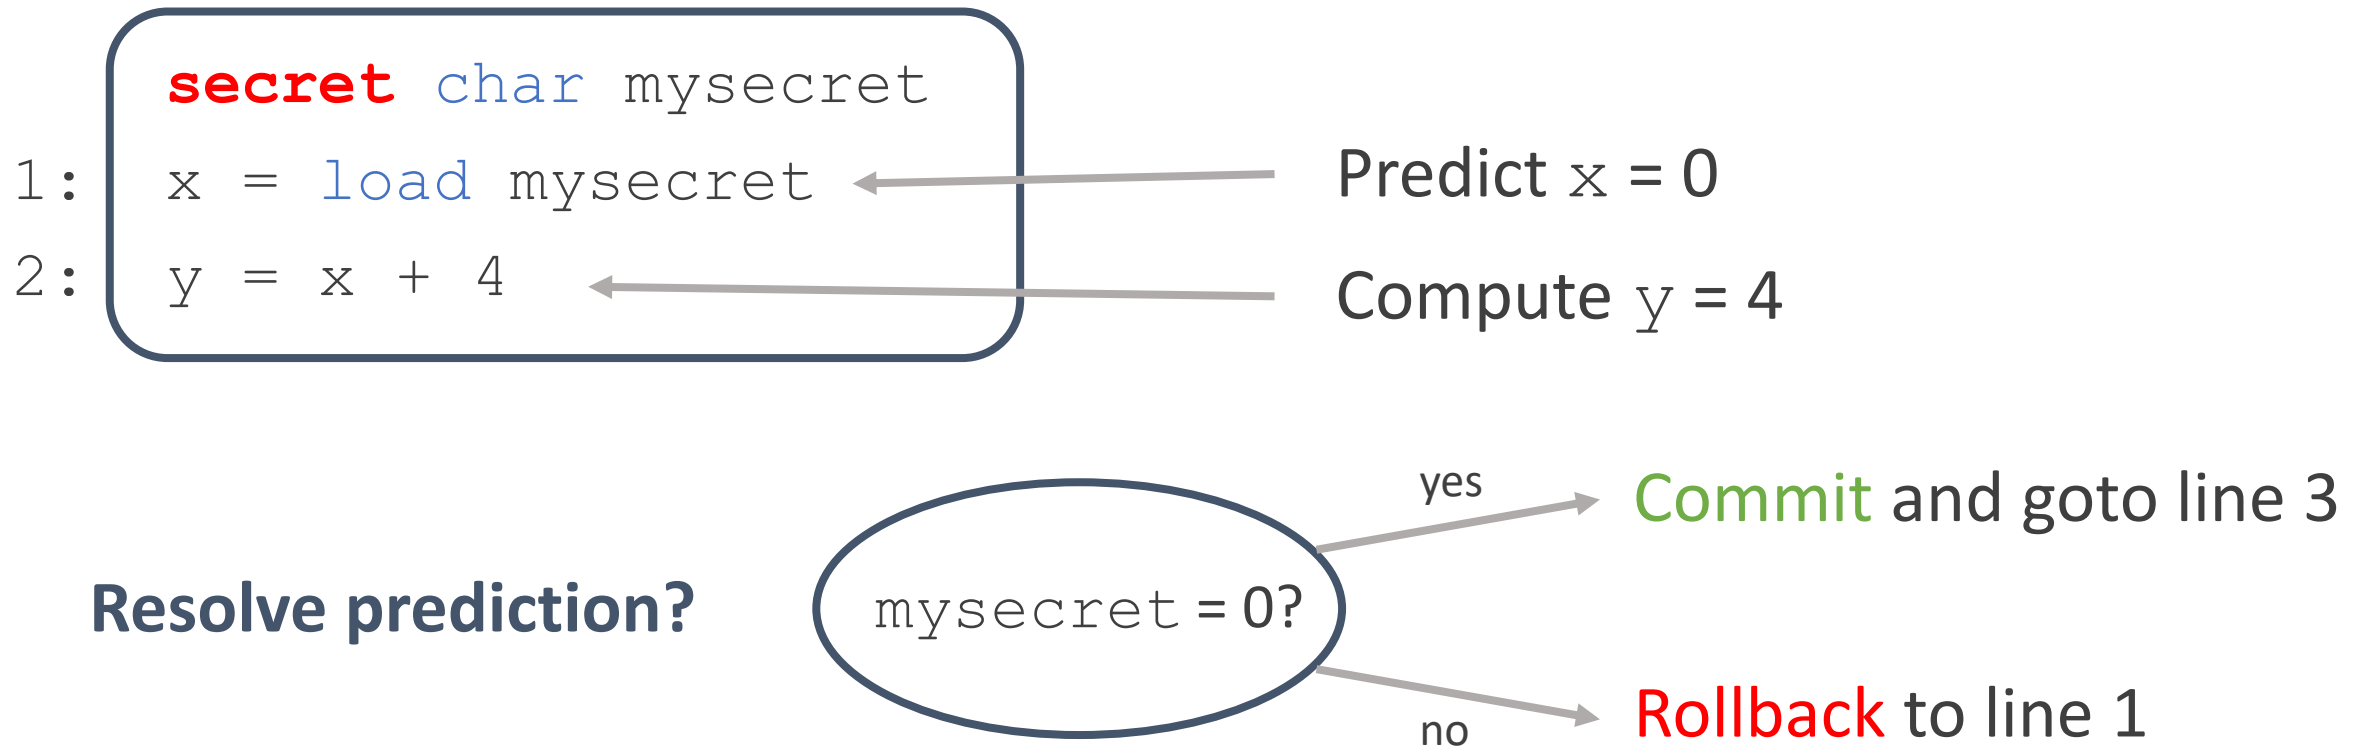 secret char mysecret
1: x = load mysecret
Predict x = 0
2: y = x + 4
Compute y = 4
Resolve prediction?
mysecret = 0?
yes
Commit and goto line 3
no
Rollback to line 1